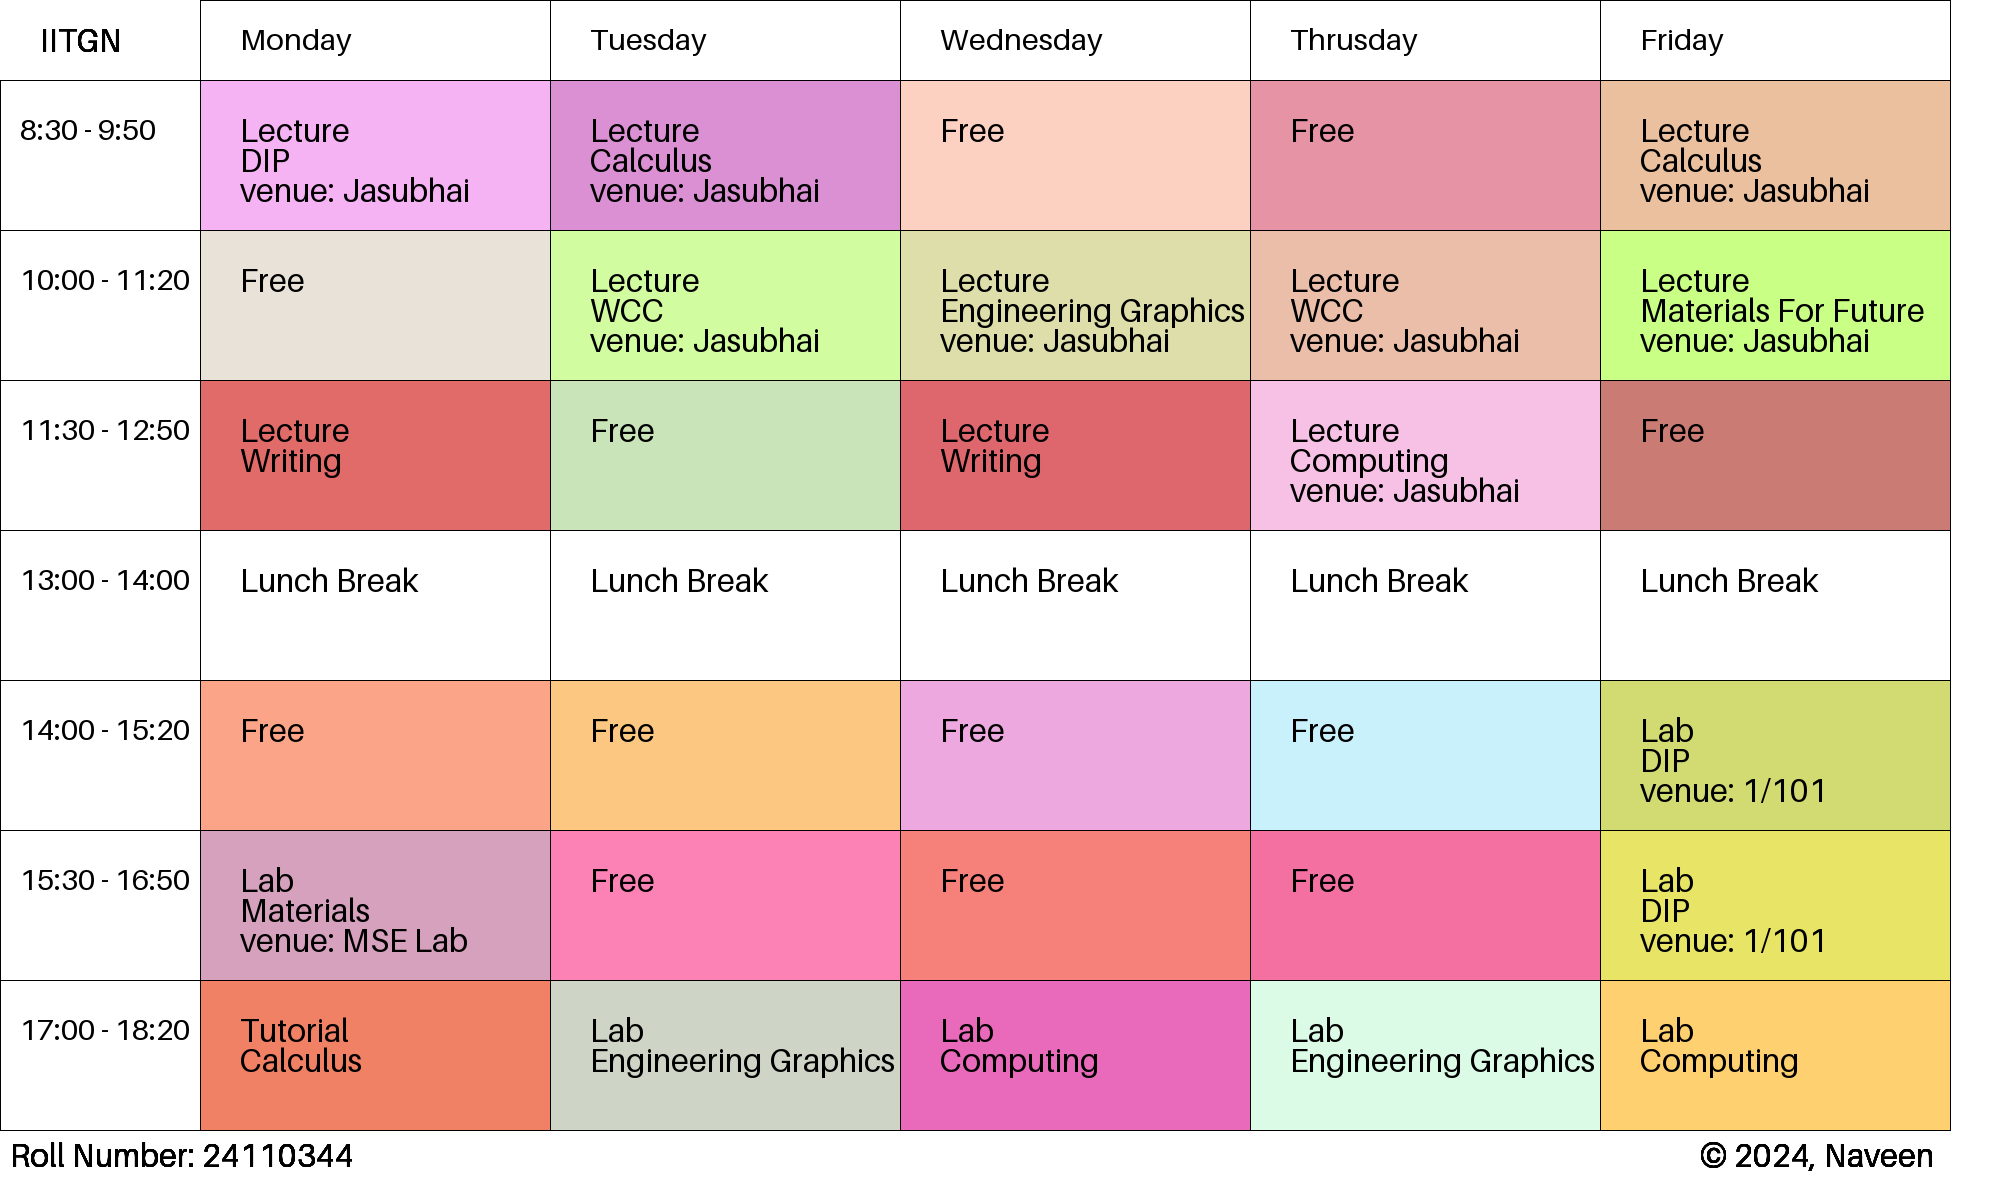 IITGN Monday Tuesday Wednesday Thrusday Friday
8:30 - 9:50
Lecture
DIP
venue: Jasubhai
Lecture
Calculus
venue: Jasubhai
Free
Free
Lecture
Calculus
venue: Jasubhai
10:00 - 11:20
Free
Lecture
WCC
venue: Jasubhai
Lecture
Engineering Graphics
venue: Jasubhai
Lecture
WCC
venue: Jasubhai
Lecture
Materials For Future
venue: Jasubhai
11:30 - 12:50
Lecture
Writing
Free
Lecture
Writing
Lecture
Computing
venue: Jasubhai
Free
13:00 - 14:00
Lunch Break
Lunch Break
Lunch Break
Lunch Break
Lunch Break
14:00 - 15:20
Free
Free
Free
Free
Lab
DIP
venue: 1/101
15:30 - 16:50
Lab
Materials
venue: MSE Lab
Free
Free
Free
Lab
DIP
venue: 1/101
17:00 - 18:20
Tutorial
Calculus
Lab
Engineering Graphics
Lab
Computing
Lab
Engineering Graphics
Lab
Computing
Roll Number: 24110344
© 2024, Naveen